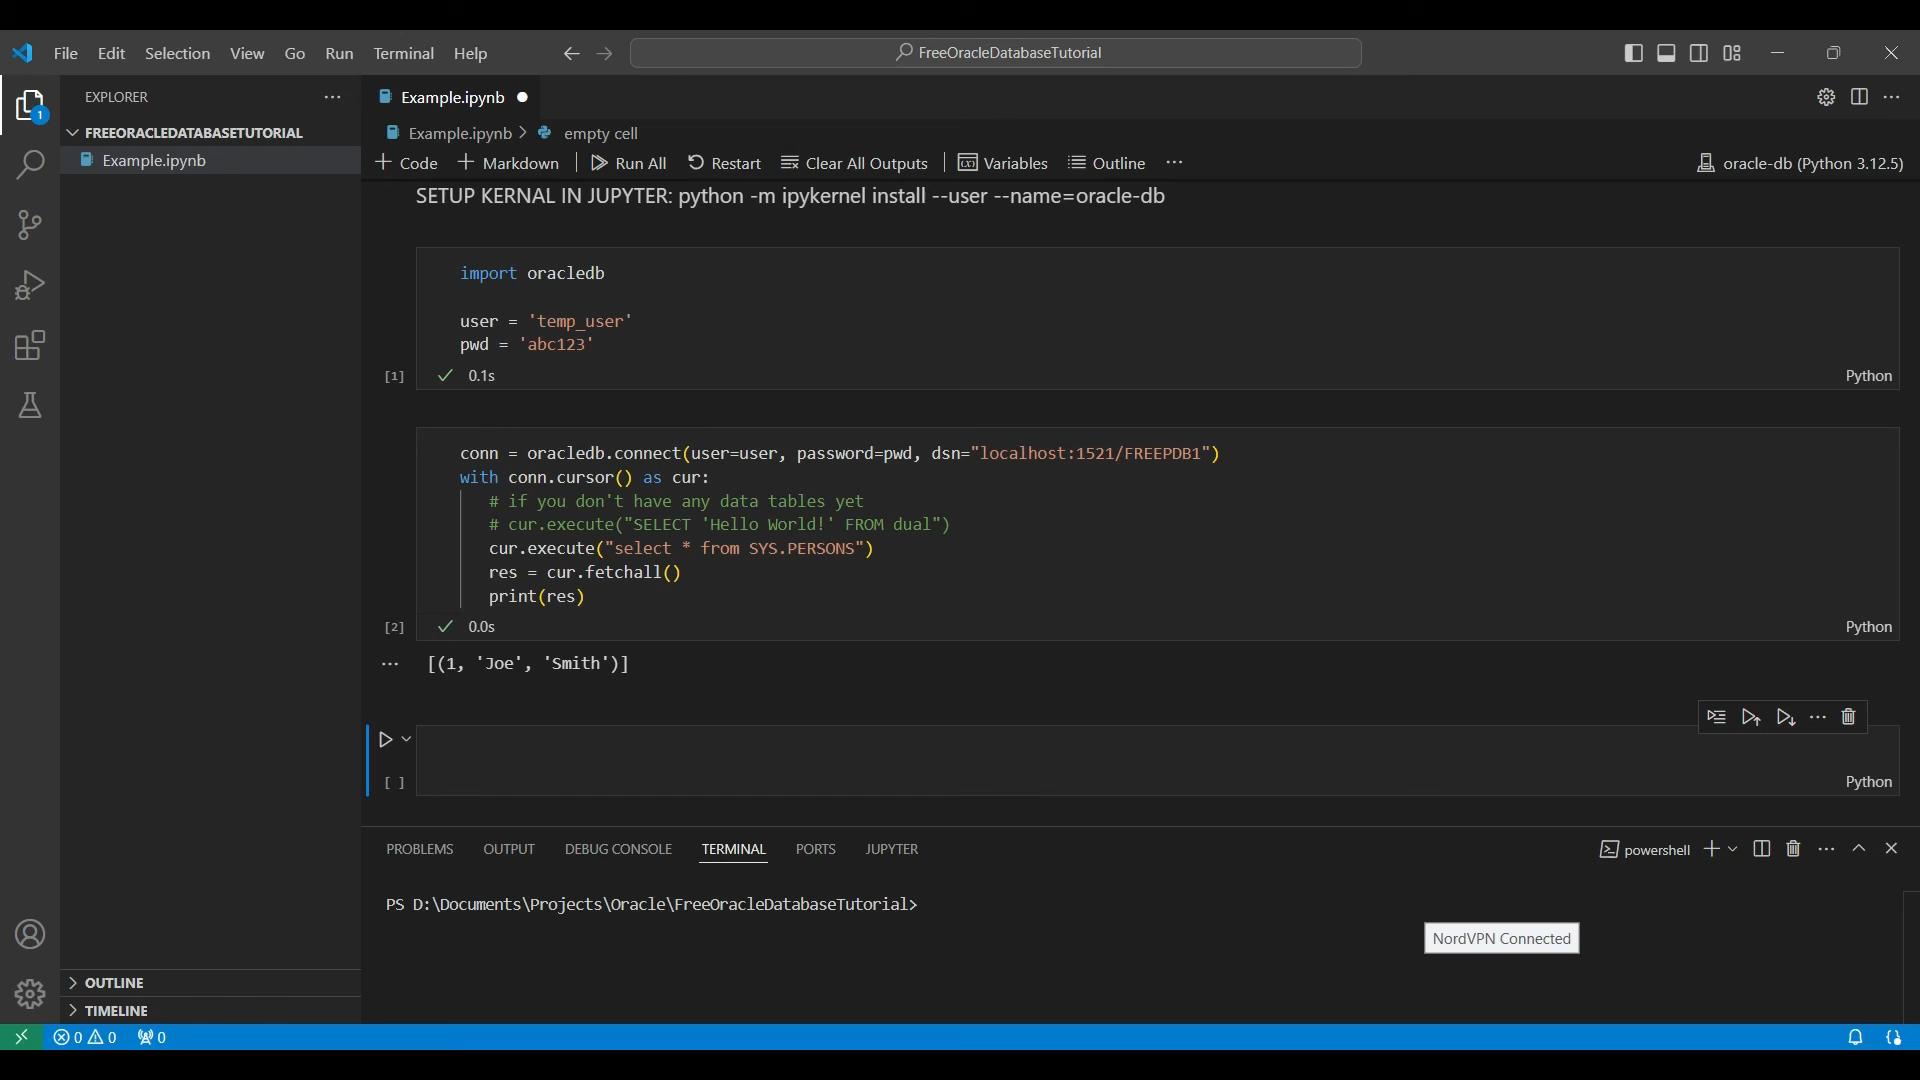 File Edit Selection View Go Run Terminal Help
FreeOracleDatabaseTutorial
1
EXPLORER
FREEORACLEDATABASETUTORIAL
Example.ipynb
Example.ipynb
Example.ipynb > empty cell
Code Markdown Run All Restart Clear All Outputs Variables Outline ...
oracle-db (Python 3.12.5)
SETUP KERNAL IN JUPYTER: python -m ipykernel install --user --name=oracle-db
import oracledb
user = 'temp_user'
pwd = 'abc123'
[1] 0.1s Python
conn = oracledb.connect(user=user, password=pwd, dsn="localhost:1521/FREEPDB1")
with conn.cursor() as cur:
# if you don't have any data tables yet
# cur.execute("SELECT 'Hello World!' FROM dual")
cur.execute("select * from SYS.PERSONS")
res = cur.fetchall()
print(res)
[2] 0.0s Python
[(1, 'Joe', 'Smith')]
[ ] Python
PROBLEMS OUTPUT DEBUG CONSOLE TERMINAL PORTS JUPYTER
powershell
PS D:\Documents\Projects\Oracle\FreeOracleDatabaseTutorial>
NordVPN Connected
OUTLINE
TIMELINE
0 0 0